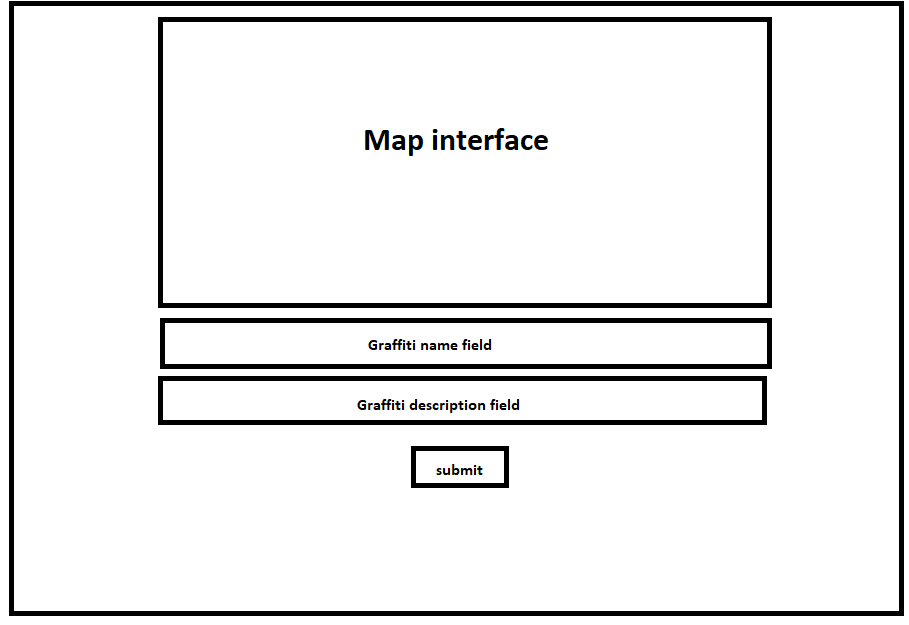 Map interface
Graffiti name field
Graffiti description field
submit